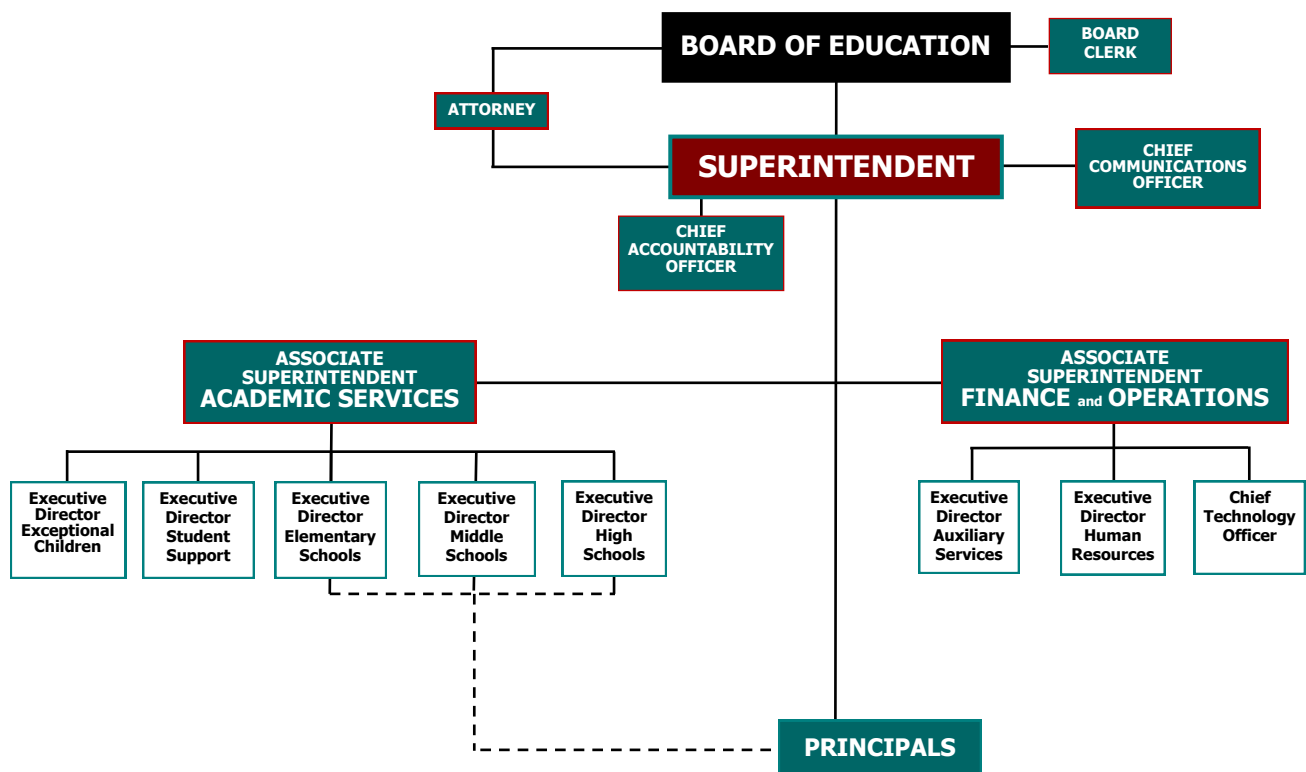 BOARD OF EDUCATION
BOARD
CLERK
ATTORNEY
SUPERINTENDENT
CHIEF
COMMUNICATIONS
OFFICER
CHIEF
ACCOUNTABILITY
OFFICER
ASSOCIATE
SUPERINTENDENT
ACADEMIC SERVICES
ASSOCIATE
SUPERINTENDENT
FINANCE and OPERATIONS
Executive
Director
Exceptional
Children
Executive
Director
Student
Support
Executive
Director
Elementary
Schools
Executive
Director
Middle
Schools
Executive
Director
High
Schools
Executive
Director
Auxiliary
Services
Executive
Director
Human
Resources
Chief
Technology
Officer
PRINCIPALS